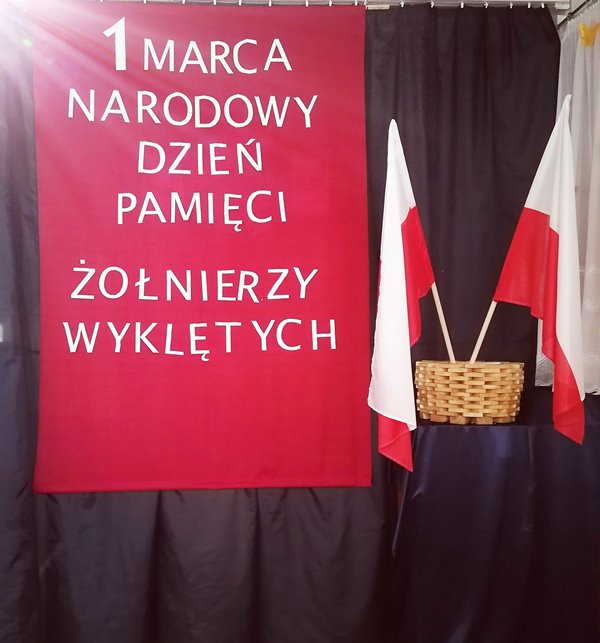 1 MARCA
NARODOWY
DZIEŃ
PAMIĘCI
ŻOŁNIERZY
WYKLĘTYCH